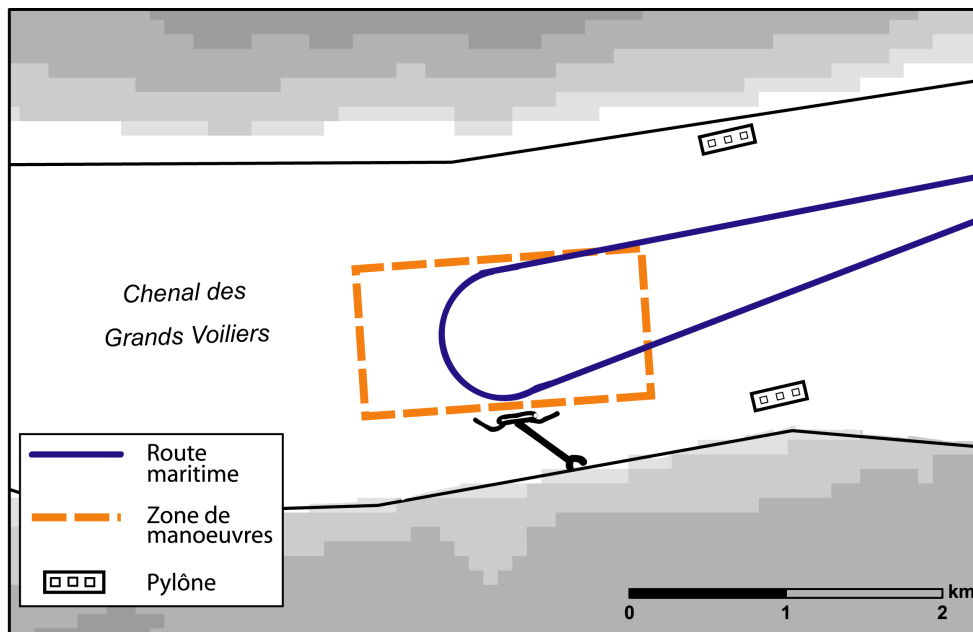 Chenal des
Grands Voiliers
Route
maritime
Zone de
manoeuvres
Pylône
km
0 1 2